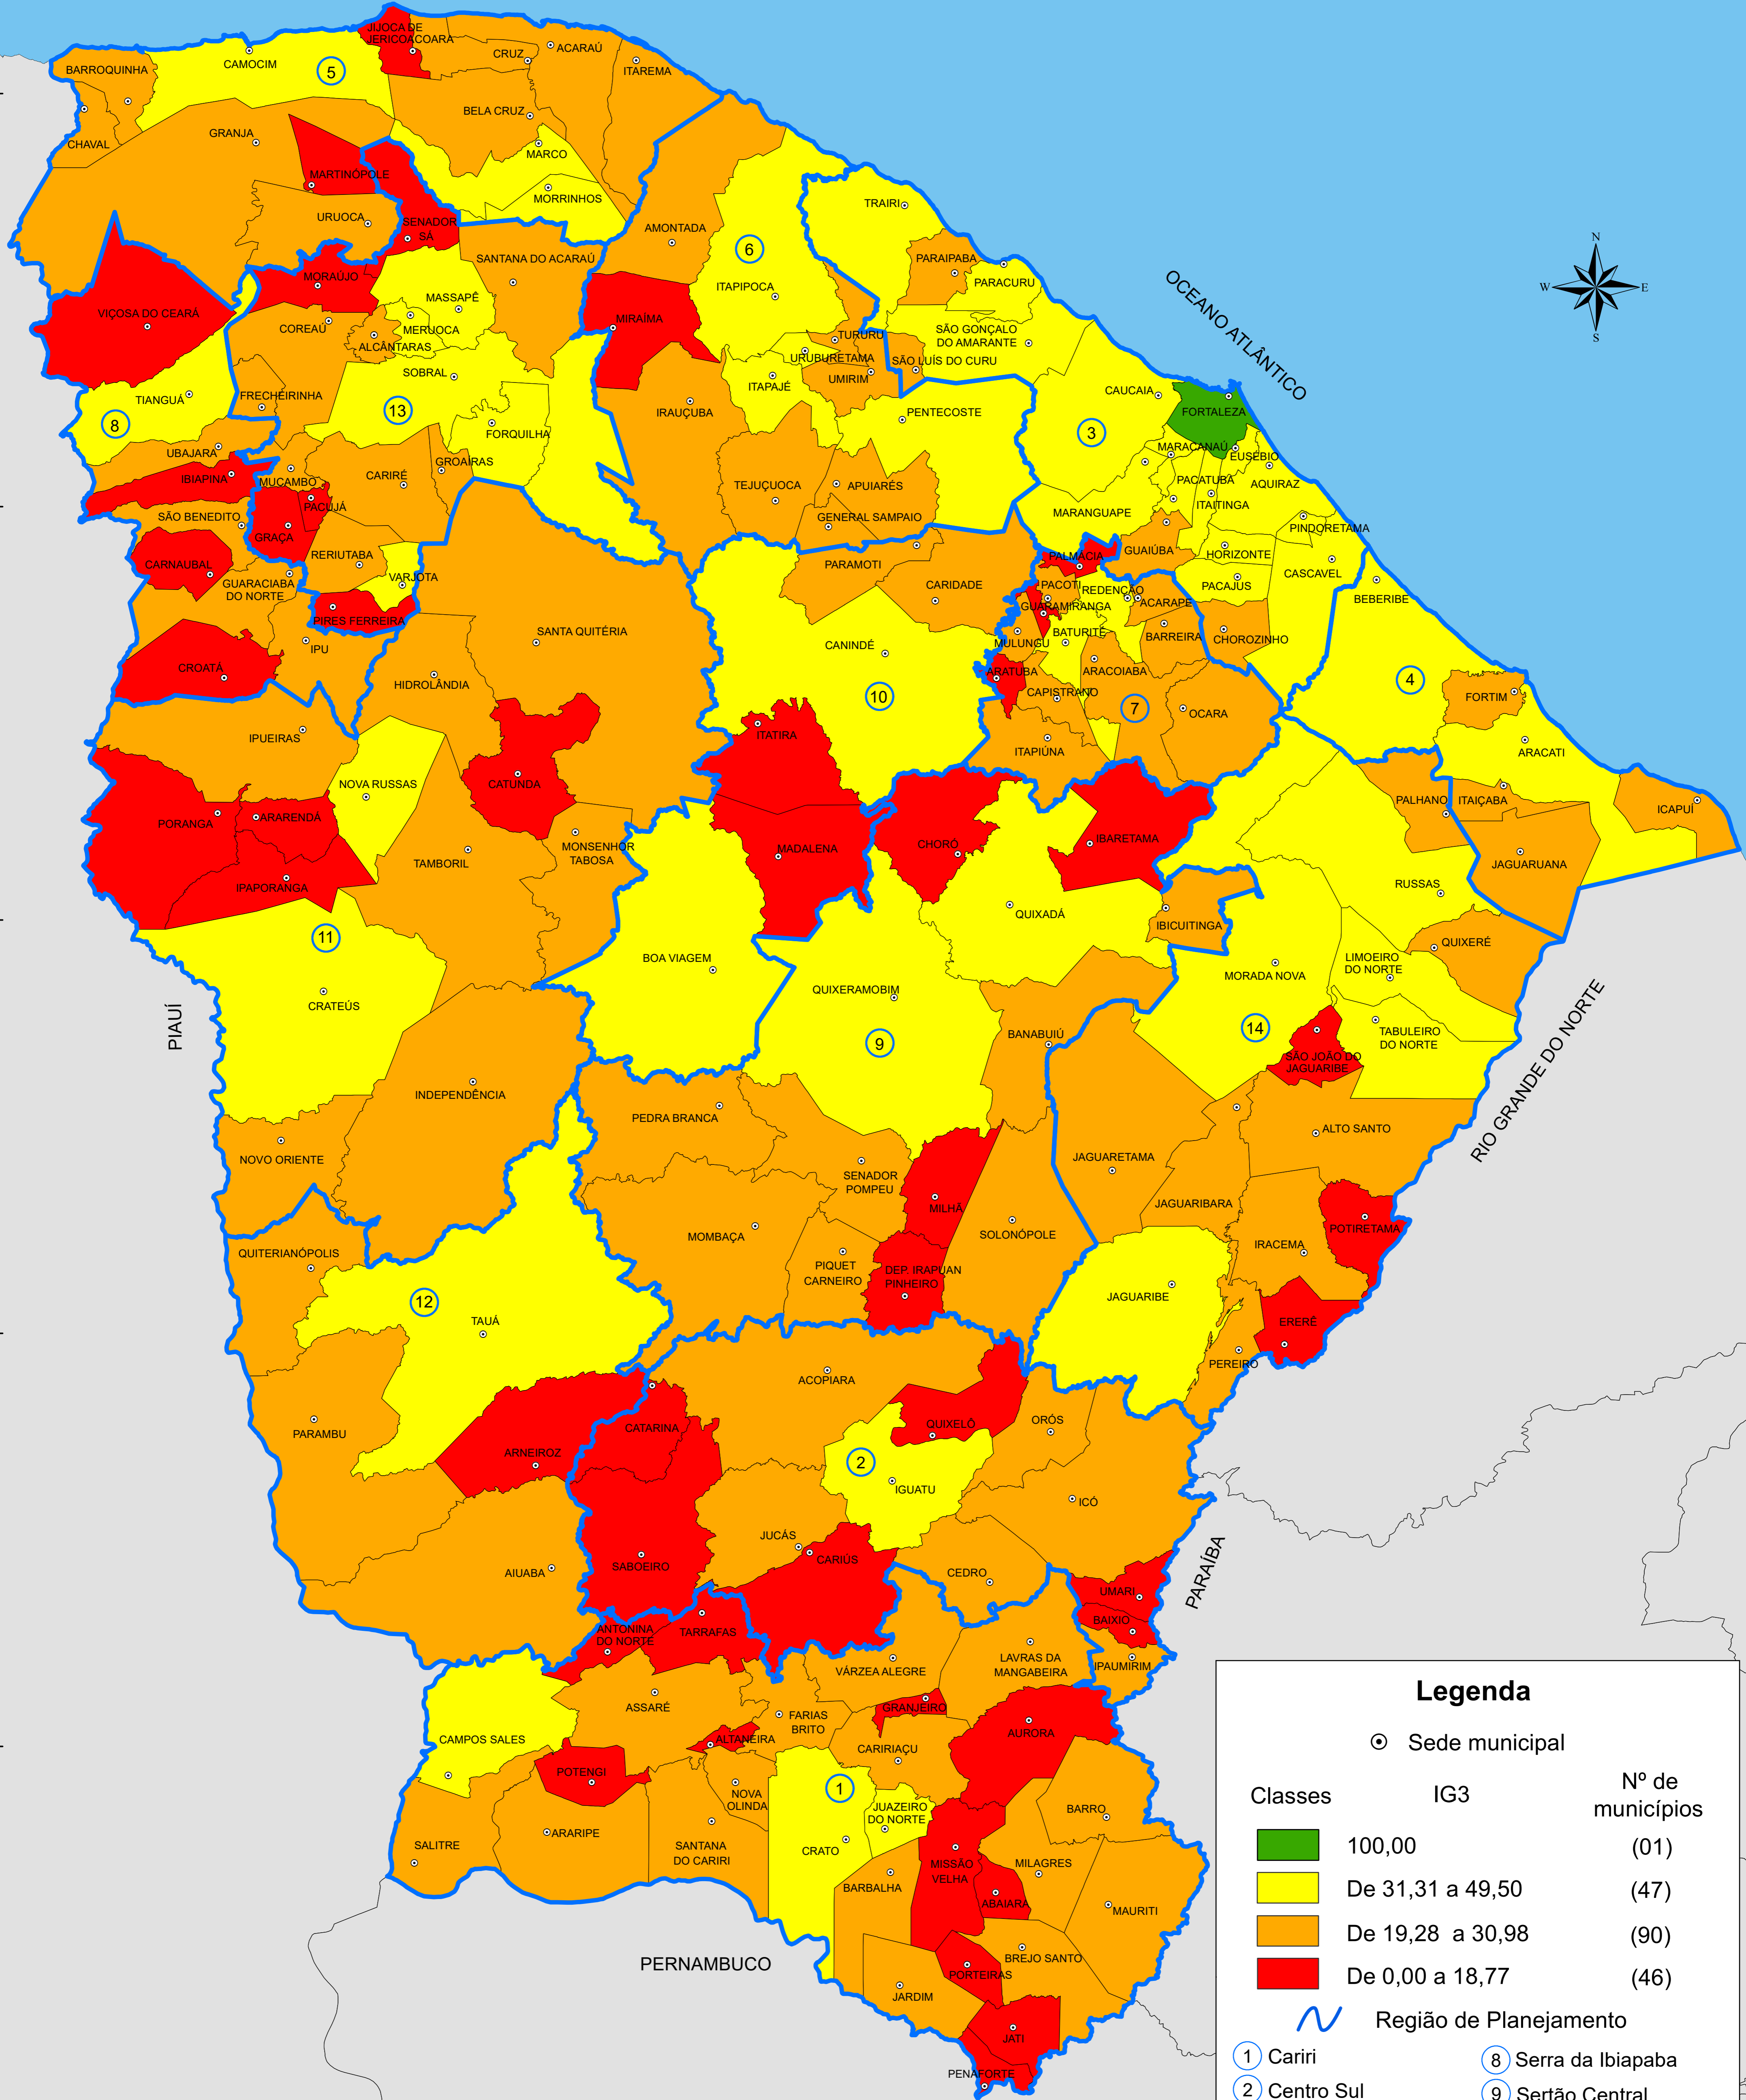 JIJOCA DE
JERICOACOARA
CRUZ
ACARAÚ
ITAREMA
BARROQUINHA
CAMOCIM
5
BELA CRUZ
CHAVAL
GRANJA
MARCO
MARTINÓPOLE
MORRINHOS
URUOCA
SENADOR
SÁ
TRAIRI
AMONTADA
6
SANTANA DO ACARAÚ
PARAIPABA
PARACURU
MORAÚJO
ITAPIPOCA
MASSAPÊ
VIÇOSA DO CEARÁ
MIRAÍMA
COREAÚ
MERUOCA
ALCÂNTARAS
TURURU
SÃO GONÇALO
DO AMARANTE
URUBURETAMA
SÃO LUÍS DO CURU
UMIRIM
ITAPAJÉ
SOBRAL
TIANGUÁ
FRECHEIRINHA
13
8
IRAUÇUBA
PENTECOSTE
FORQUILHA
OCEANO ATLÂNTICO
N
W
E
S
CAUCAIA
FORTALEZA
3
MARACANAÚ
EUSÉBIO
UBAJARA
IBIAPINA
MUCAMBO
CARIRÉ
GROAÍRAS
PACUJÁ
TEJUÇUOCA
APUIARÉS
GENERAL SAMPAIO
PACATUBA
AQUIRAZ
ITAITINGA
MARANGUAPE
PINDORETAMA
SÃO BENEDITO
GRAÇA
RERIUTABA
CARNAUBAL
GUARACIABA
DO NORTE
VARJOTA
PARAMOTI
CARIDADE
PALMÁCIA
GUAIÚBA
HORIZONTE
CASCAVEL
PACAJUS
BEBERIBE
PACOTI
REDENÇÃO
GUARAMIRANGA
ACARAPE
PIRES FERREIRA
IPU
SANTA QUITÉRIA
CANINDÉ
MULUNGU
BATURITÉ
BARREIRA
CHOROZINHO
CROATÁ
HIDROLÂNDIA
ARATUBA
ARACOIABA
CAPISTRANO
10
7
OCARA
4
FORTIM
ITAPIÚNA
ARACATI
IPUEIRAS
ITATIRA
NOVA RUSSAS
CATUNDA
PORANGA
ARARENDÁ
IPAPORANGA
TAMBORIL
MONSENHOR
TABOSA
MADALENA
CHORÓ
IBARETAMA
PALHANO
ITAIÇABA
ICAPUÍ
JAGUARUANA
RUSSAS
QUIXADÁ
IBICUITINGA
QUIXERÉ
11
CRATEÚS
BOA VIAGEM
QUIXERAMOBIM
MORADA NOVA
LIMOEIRO
DO NORTE
PIAUÍ
9
BANABUIÚ
14
TABULEIRO
DO NORTE
SÃO JOÃO DO
JAGUARIBE
RIO GRANDE DO NORTE
INDEPENDÊNCIA
PEDRA BRANCA
ALTO SANTO
NOVO ORIENTE
SENADOR
POMPEU
JAGUARETAMA
MILHÃ
JAGUARIBARA
POTIRETAMA
MOMBAÇA
SOLONÓPOLE
IRACEMA
QUITERIANÓPOLIS
PIQUET
CARNEIRO
DEP. IRAPUAN
PINHEIRO
12
TAUÁ
JAGUARIBE
ERERÊ
PEREIRO
ACOPIARA
PARAMBU
CATARINA
QUIXELÔ
ORÓS
ARNEIROZ
2
IGUATU
ICÓ
JUCÁS
CARIÚS
SABOEIRO
AIUABA
CEDRO
PARAÍBA
UMARI
BAIXIO
ANTONINA
DO NORTE
TARRAFAS
LAVRAS DA
MANGABEIRA
IPAUMIRIM
VÁRZEA ALEGRE
ASSARÉ
GRANJEIRO
FARIAS
BRITO
AURORA
CAMPOS SALES
ALTANEIRA
CARIRIAÇU
POTENGI
1
NOVA
OLINDA
JUAZEIRO
DO NORTE
BARRO
SALITRE
ARARIPE
SANTANA
DO CARIRI
CRATO
MISSÃO
VELHA
MILAGRES
BARBALHA
ABAIARA
MAURITI
PERNAMBUCO
BREJO SANTO
PORTEIRAS
JARDIM
JATI
PENAFORTE
Legenda
Sede municipal
Classes IG3 Nº de
municípios
100,00 (01)
De 31,31 a 49,50 (47)
De 19,28 a 30,98 (90)
De 0,00 a 18,77 (46)
Região de Planejamento
1 Cariri 8 Serra da Ibiapaba
2 Centro Sul 9 Sertão Central